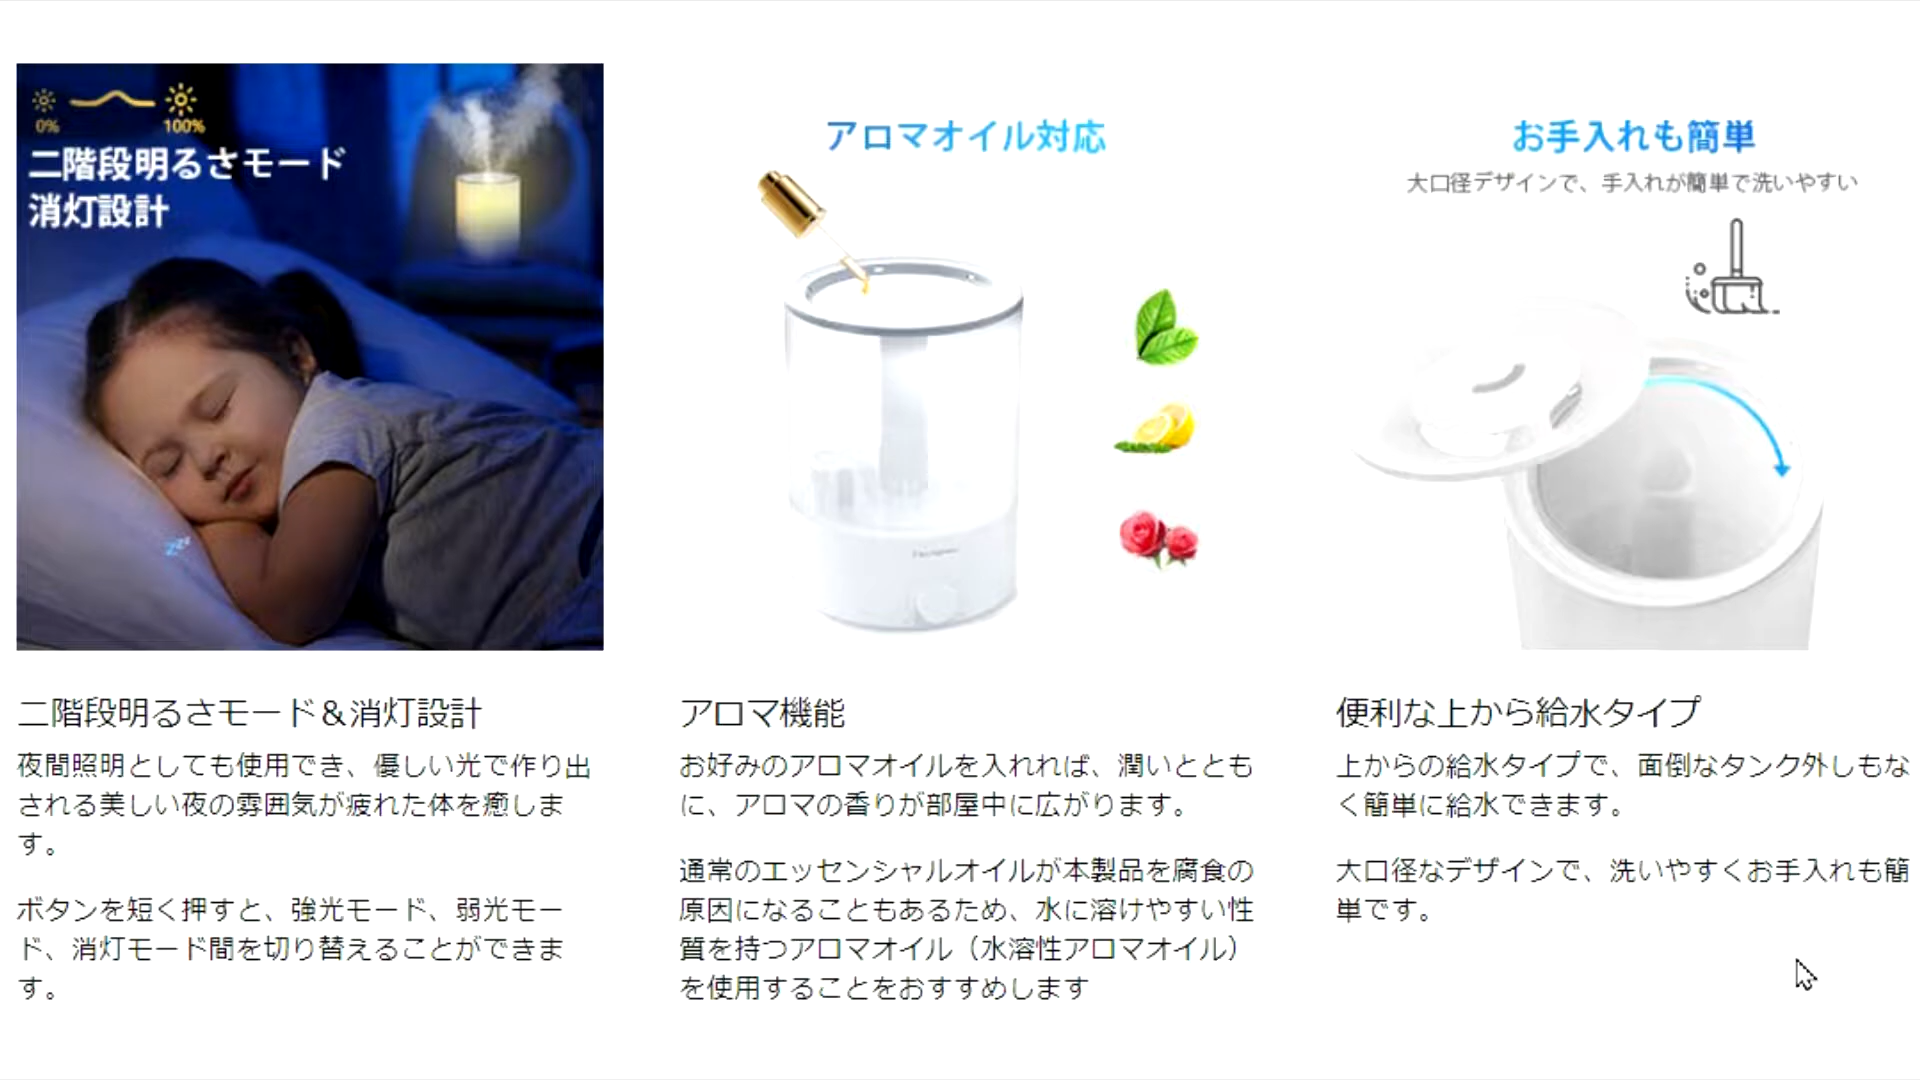 0%
100%
二階段明るさモード
消灯設計
zzz
アロマオイル対応
お手入れも簡単
大口径デザインで、手入れが簡単で洗いやすい
二階段明るさモード＆消灯設計
夜間照明としても使用でき、優しい光で作り出
される美しい夜の雰囲気が疲れた体を癒しま
す。
ボタンを短く押すと、強光モード、弱光モー
ド、消灯モード間を切り替えることができま
す。
アロマ機能
お好みのアロマオイルを入れれば、潤いととも
に、アロマの香りが部屋中に広がります。
通常のエッセンシャルオイルが本製品を腐食の
原因になることもあるため、水に溶けやすい性
質を持つアロマオイル（水溶性アロマオイル）
を使用することをおすすめします
便利な上から給水タイプ
上からの給水タイプで、面倒なタンク外しもな
く簡単に給水できます。
大口径なデザインで、洗いやすくお手入れも簡
単です。